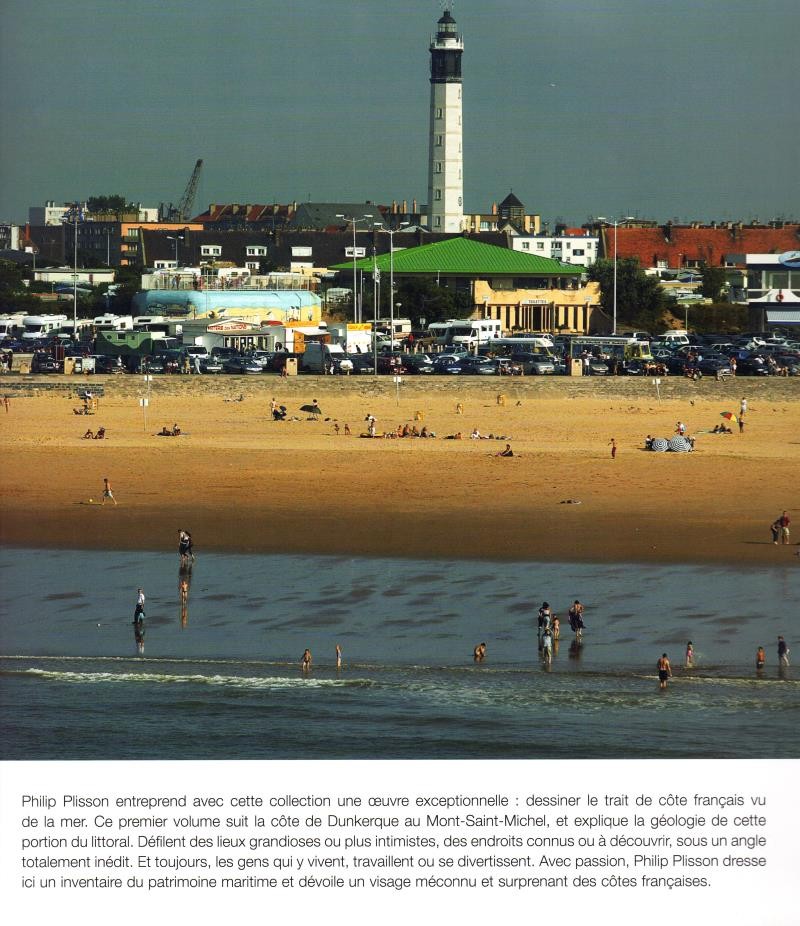 TOILETTES
Philip Plisson entreprend avec cette collection une œuvre exceptionnelle : dessiner le trait de côte français vu
de la mer. Ce premier volume suit la côte de Dunkerque au Mont-Saint-Michel, et explique la géologie de cette
portion du littoral. Défilent des lieux grandioses ou plus intimistes, des endroits connus ou à découvrir, sous un angle
totalement inédit. Et toujours, les gens qui y vivent, travaillent ou se divertissent. Avec passion, Philip Plisson dresse
ici un inventaire du patrimoine maritime et dévoile un visage méconnu et surprenant des côtes françaises.